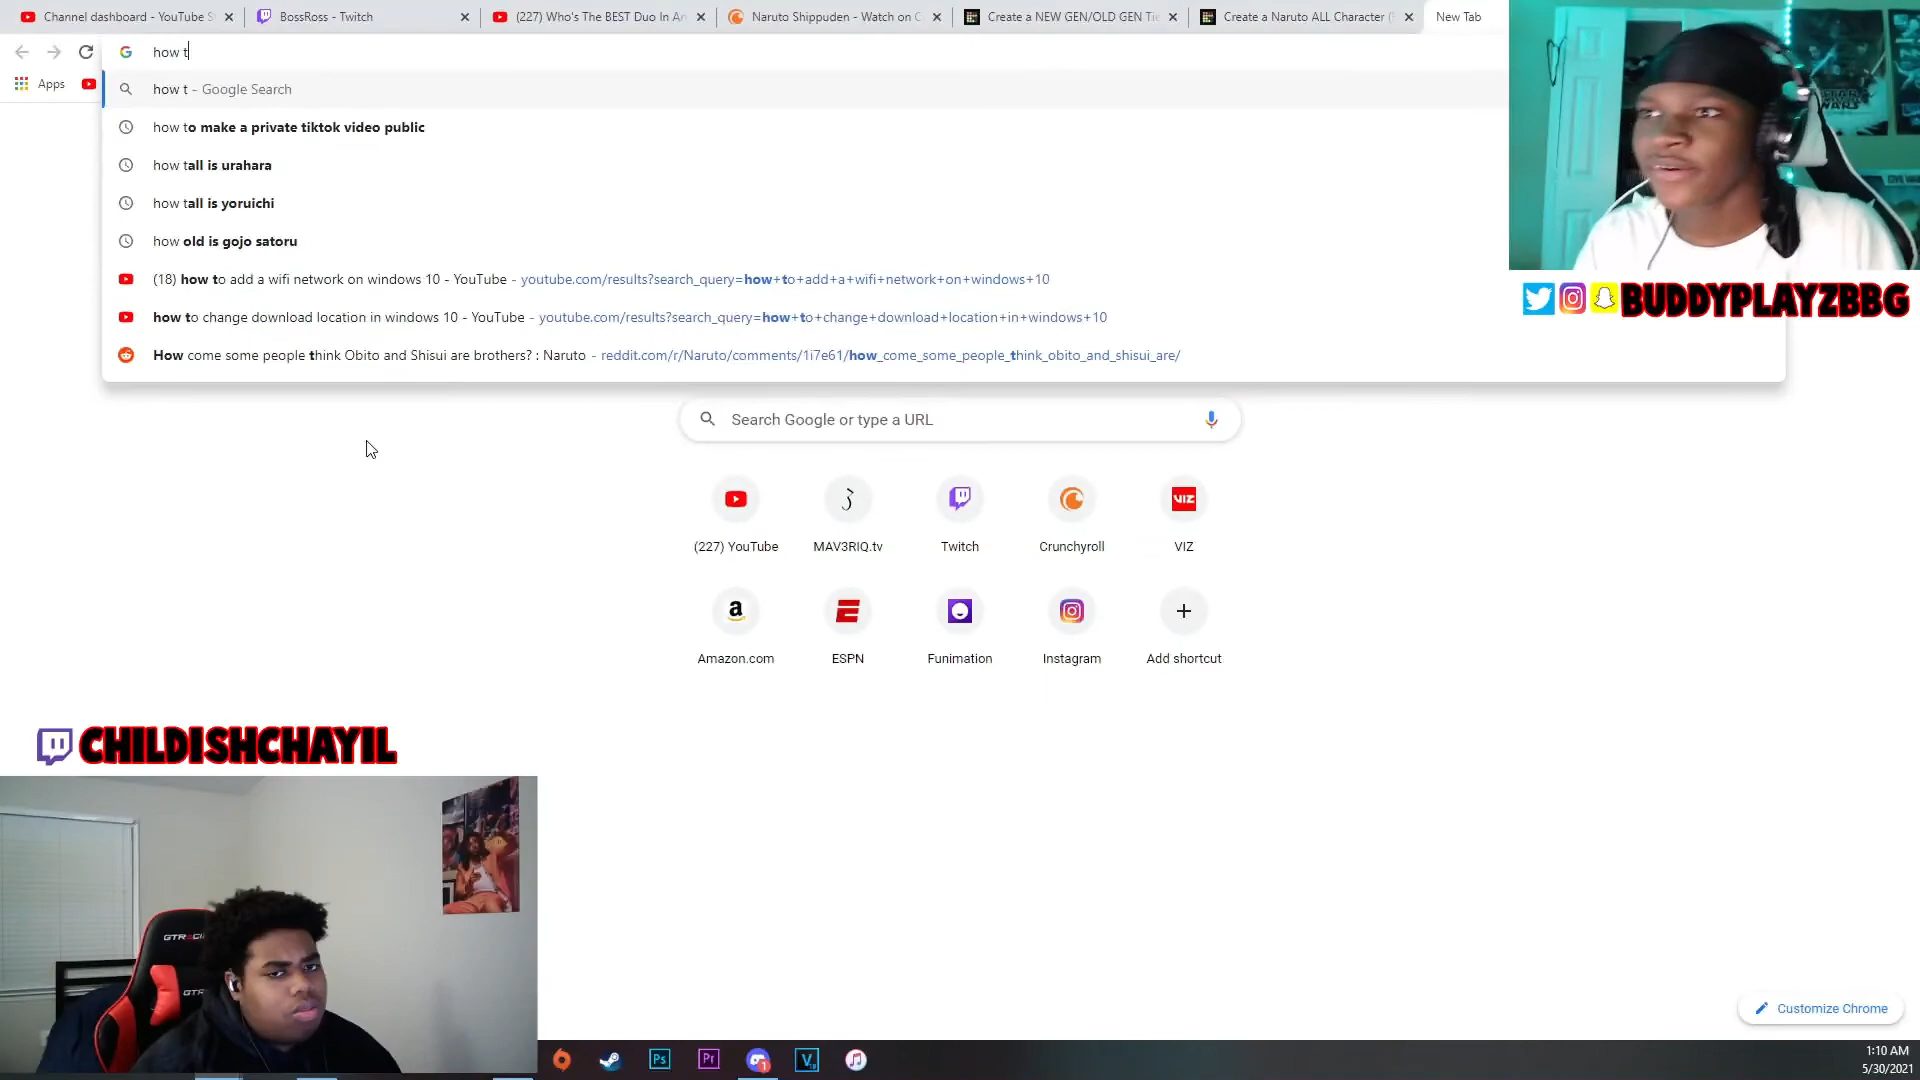 Channel dashboard - YouTube S
BossRoss - Twitch
(227) Who's The BEST Duo In An
Naruto Shippuden - Watch on C
Create a NEW GEN/OLD GEN Tie
Create a Naruto ALL Character (
New Tab
how t
Apps
how t - Google Search
how to make a private tiktok video public
how tall is urahara
how tall is yoruichi
how old is gojo satoru
(18) how to add a wifi network on windows 10 - YouTube - youtube.com/results?search_query=how+to+add+a+wifi+network+on+windows+10
how to change download location in windows 10 - YouTube - youtube.com/results?search_query=how+to+change+download+location+in+windows+10
How come some people think Obito and Shisui are brothers? : Naruto - reddit.com/r/Naruto/comments/1i7e61/how_come_some_people_think_obito_and_shisui_are/
BUDDYPLAYZBBG
Search Google or type a URL
VIZ
(227) YouTube
MAV3RIQ.tv
Twitch
Crunchyroll
VIZ
a
E
Amazon.com
ESPN
Funimation
Instagram
Add shortcut
CHILDISHCHAYIL
Customize Chrome
Ps
Pr
1
V
1:10 AM
5/30/2021